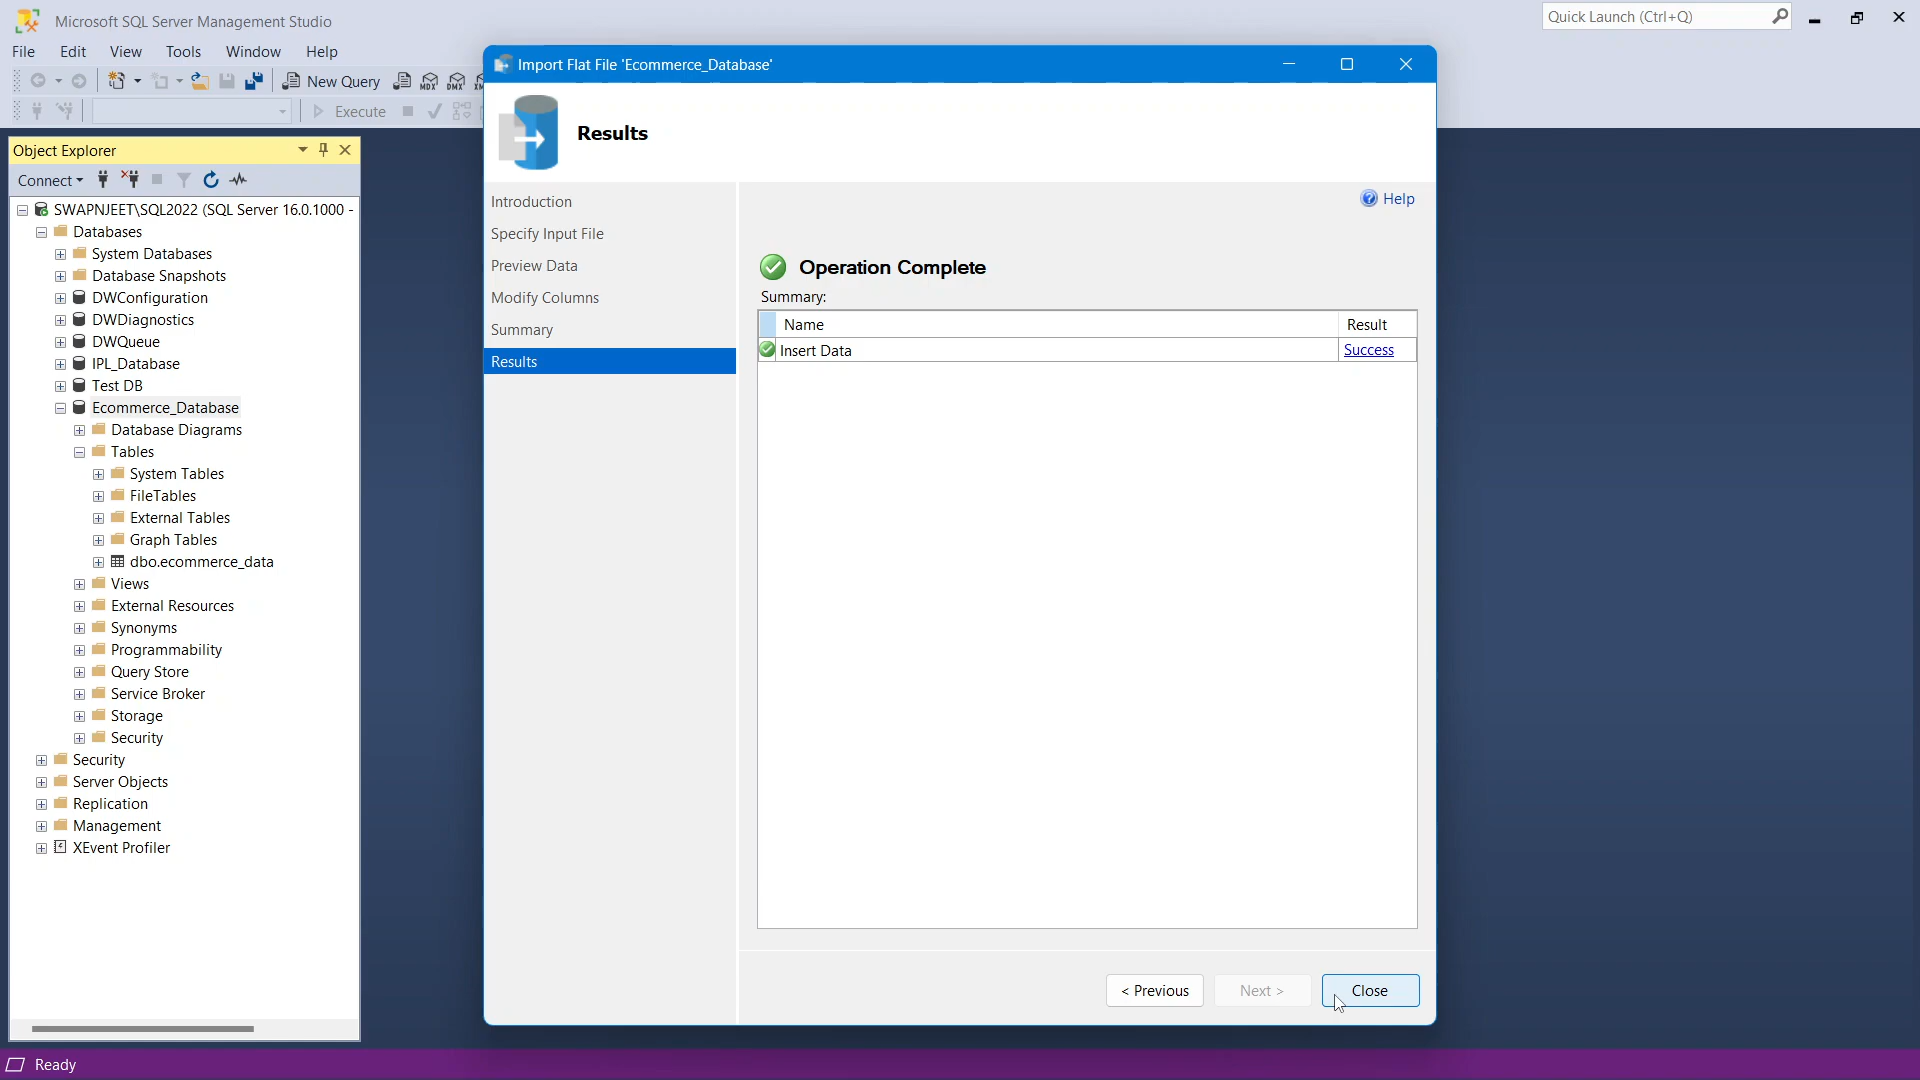 Microsoft SQL Server Management Studio
Quick Launch (Ctrl+Q)
File Edit View Tools Window Help
New Query
MDX DMX
Execute
Object Explorer
Connect
SWAPNJEET\SQL2022 (SQL Server 16.0.1000 -
Databases
System Databases
Database Snapshots
DWConfiguration
DWDiagnostics
DWQueue
IPL_Database
Test DB
Ecommerce_Database
Database Diagrams
Tables
System Tables
FileTables
External Tables
Graph Tables
dbo.ecommerce_data
Views
External Resources
Synonyms
Programmability
Query Store
Service Broker
Storage
Security
Security
Server Objects
Replication
Management
XEvent Profiler
Import Flat File 'Ecommerce_Database'
Results
Introduction
Specify Input File
Preview Data
Modify Columns
Summary
Results
Help
Operation Complete
Summary:
Name Result
Insert Data Success
< Previous Next > Close
Ready